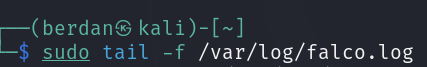 ┌──(berdan㉿kali)-[~]
└─$ sudo tail -f /var/log/falco.log